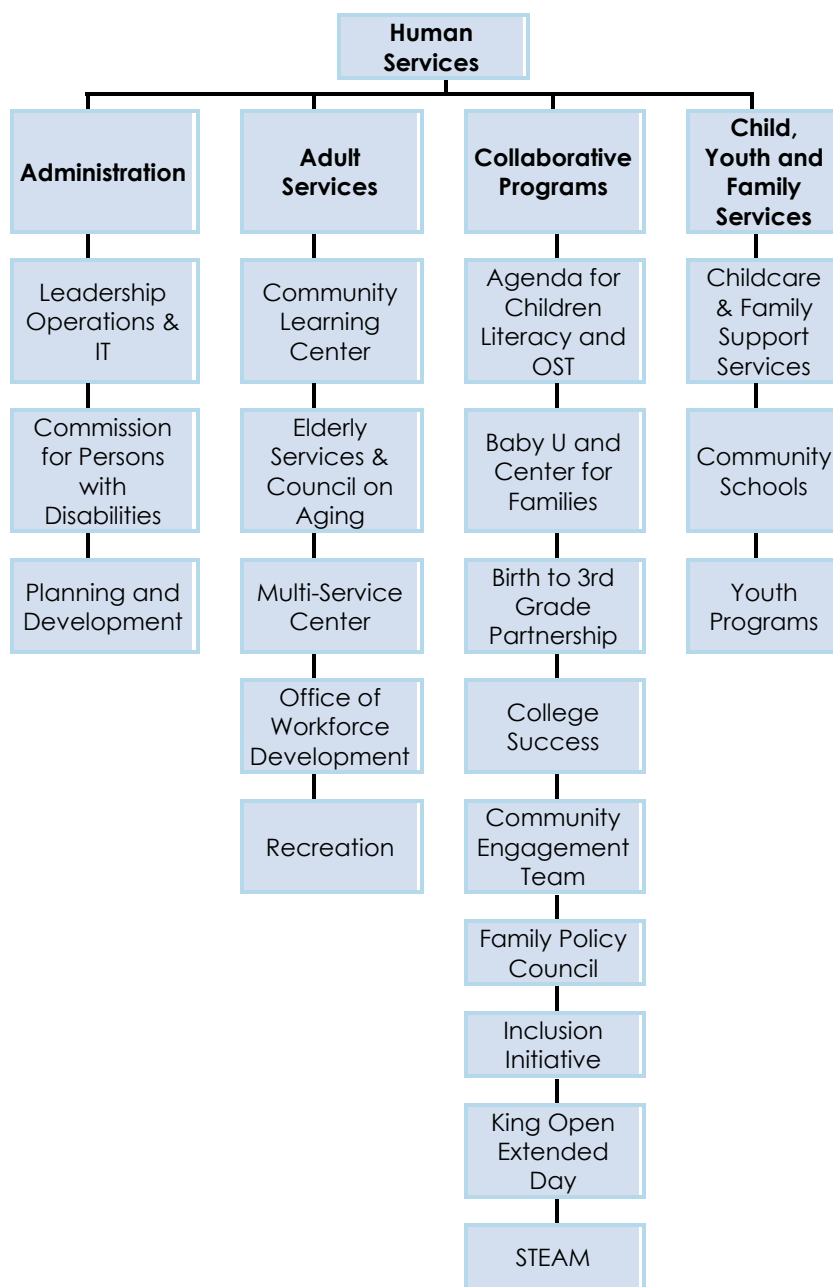 Human
Services
Administration
Adult
Services
Collaborative
Programs
Child,
Youth and
Family
Services
Leadership
Operations &
IT
Commission
for Persons
with
Disabilities
Planning and
Development
Community
Learning
Center
Elderly
Services &
Council on
Aging
Multi-Service
Center
Office of
Workforce
Development
Recreation
Agenda for
Children
Literacy and
OST
Baby U and
Center for
Families
Birth to 3rd
Grade
Partnership
College
Success
Community
Engagement
Team
Family Policy
Council
Inclusion
Initiative
King Open
Extended
Day
STEAM
Childcare
& Family
Support
Services
Community
Schools
Youth
Programs